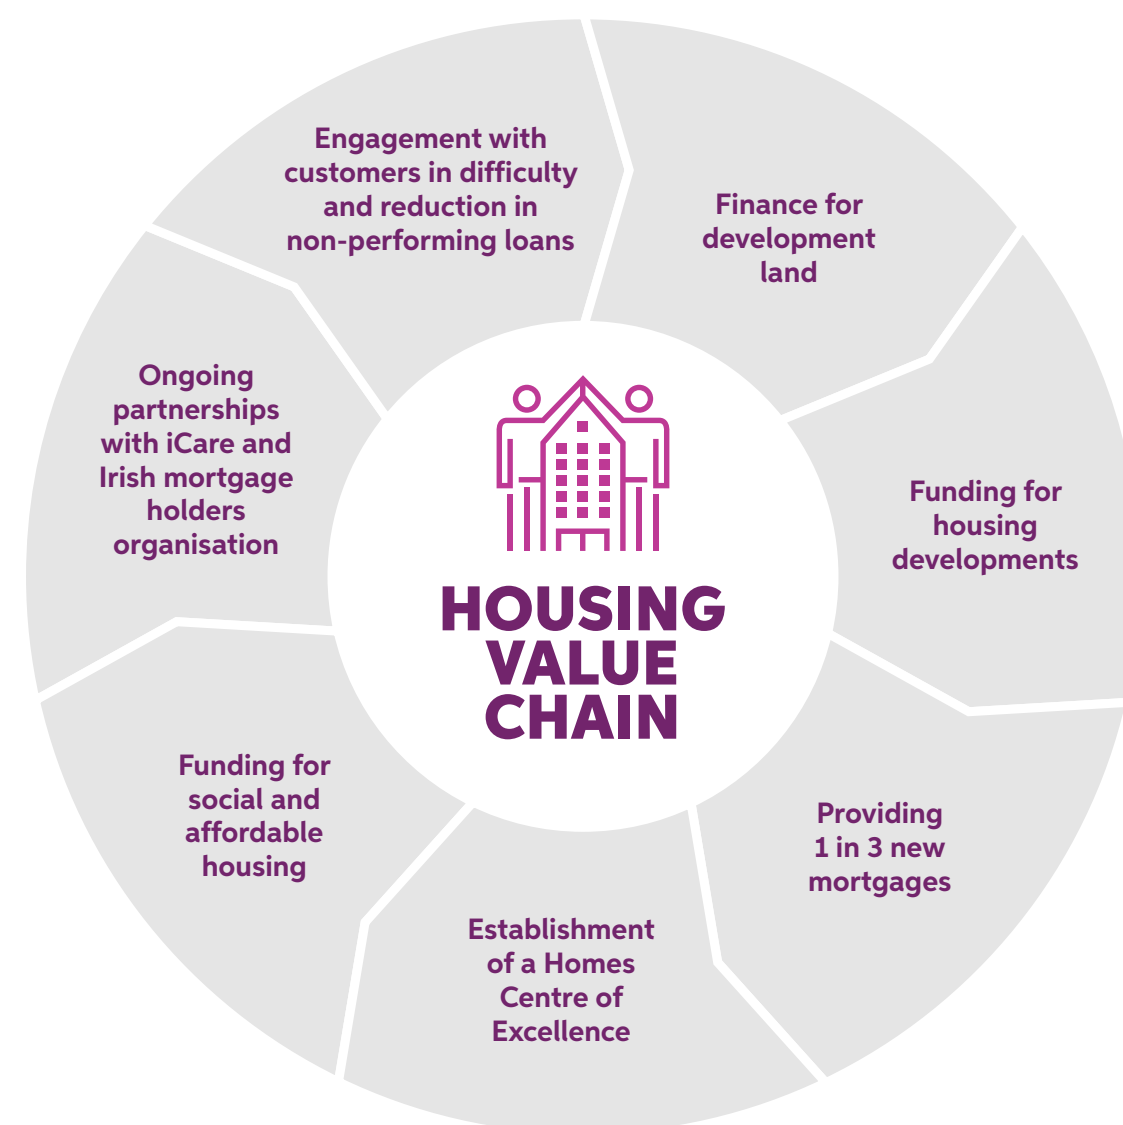 Engagement with
customers in difficulty
and reduction in
non-performing loans
Finance for
development
land
Ongoing
partnerships
with iCare and
Irish mortgage
holders
organisation
Funding for
housing
developments
HOUSING
VALUE
CHAIN
Funding for
social and
affordable
housing
Providing
1 in 3 new
mortgages
Establishment
of a Homes
Centre of
Excellence